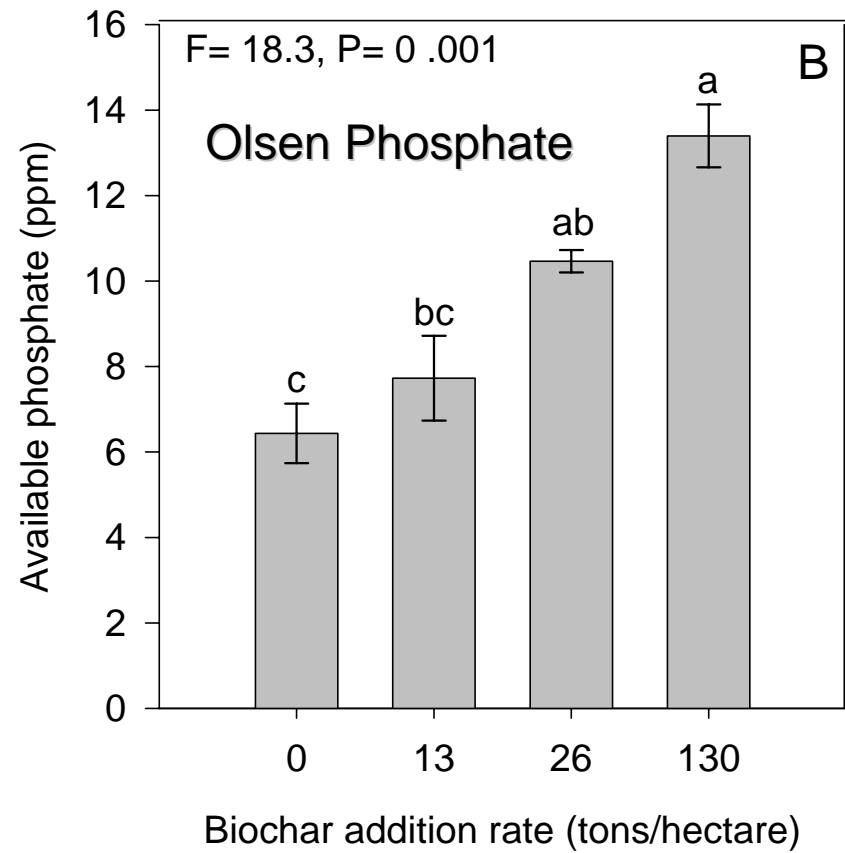 F= 18.3, P= 0 .001
B
Olsen Phosphate
Available phosphate (ppm)
16
14
12
10
8
6
4
2
0
c
bc
ab
a
0 13 26 130
Biochar addition rate (tons/hectare)